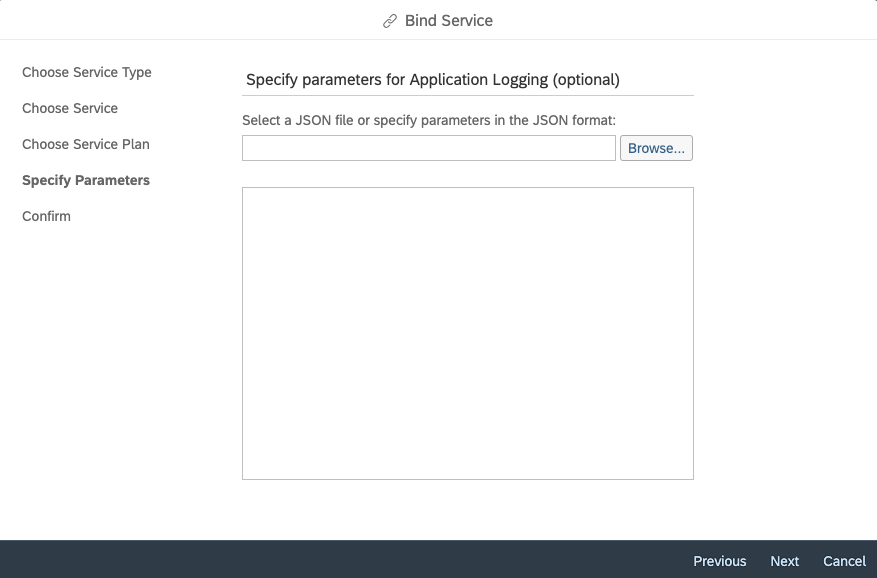 Bind Service
Choose Service Type
Choose Service
Choose Service Plan
Specify Parameters
Confirm
Specify parameters for Application Logging (optional)
Select a JSON file or specify parameters in the JSON format:
Browse...
Previous Next Cancel